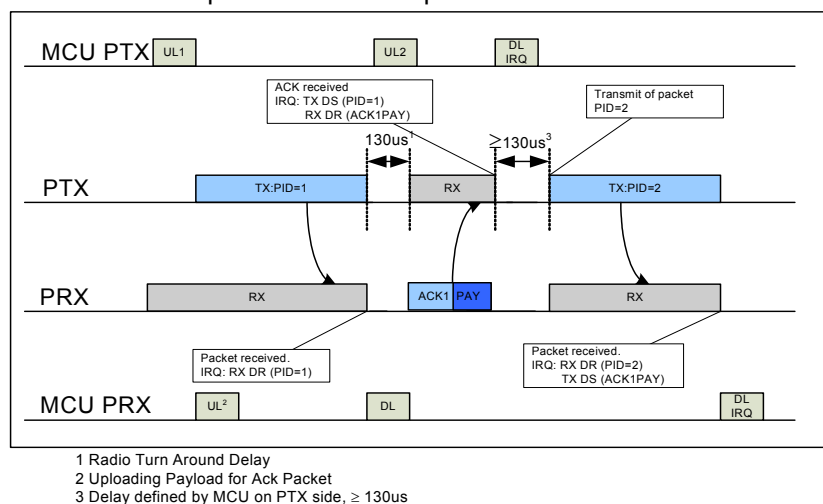 MCU PTX
UL1
UL2
DL
IRQ
ACK received
IRQ: TX DS (PID=1)
RX DR (ACK1PAY)
Transmit of packet
PID=2
130us1
≥130us3
PTX
TX:PID=1
RX
TX:PID=2
PRX
RX
ACK1 PAY
RX
Packet received.
IRQ: RX DR (PID=1)
Packet received.
IRQ: RX DR (PID=2)
TX DS (ACK1PAY)
MCU PRX
UL2
DL
DL
IRQ
1 Radio Turn Around Delay
2 Uploading Payload for Ack Packet
3 Delay defined by MCU on PTX side, ≥ 130us